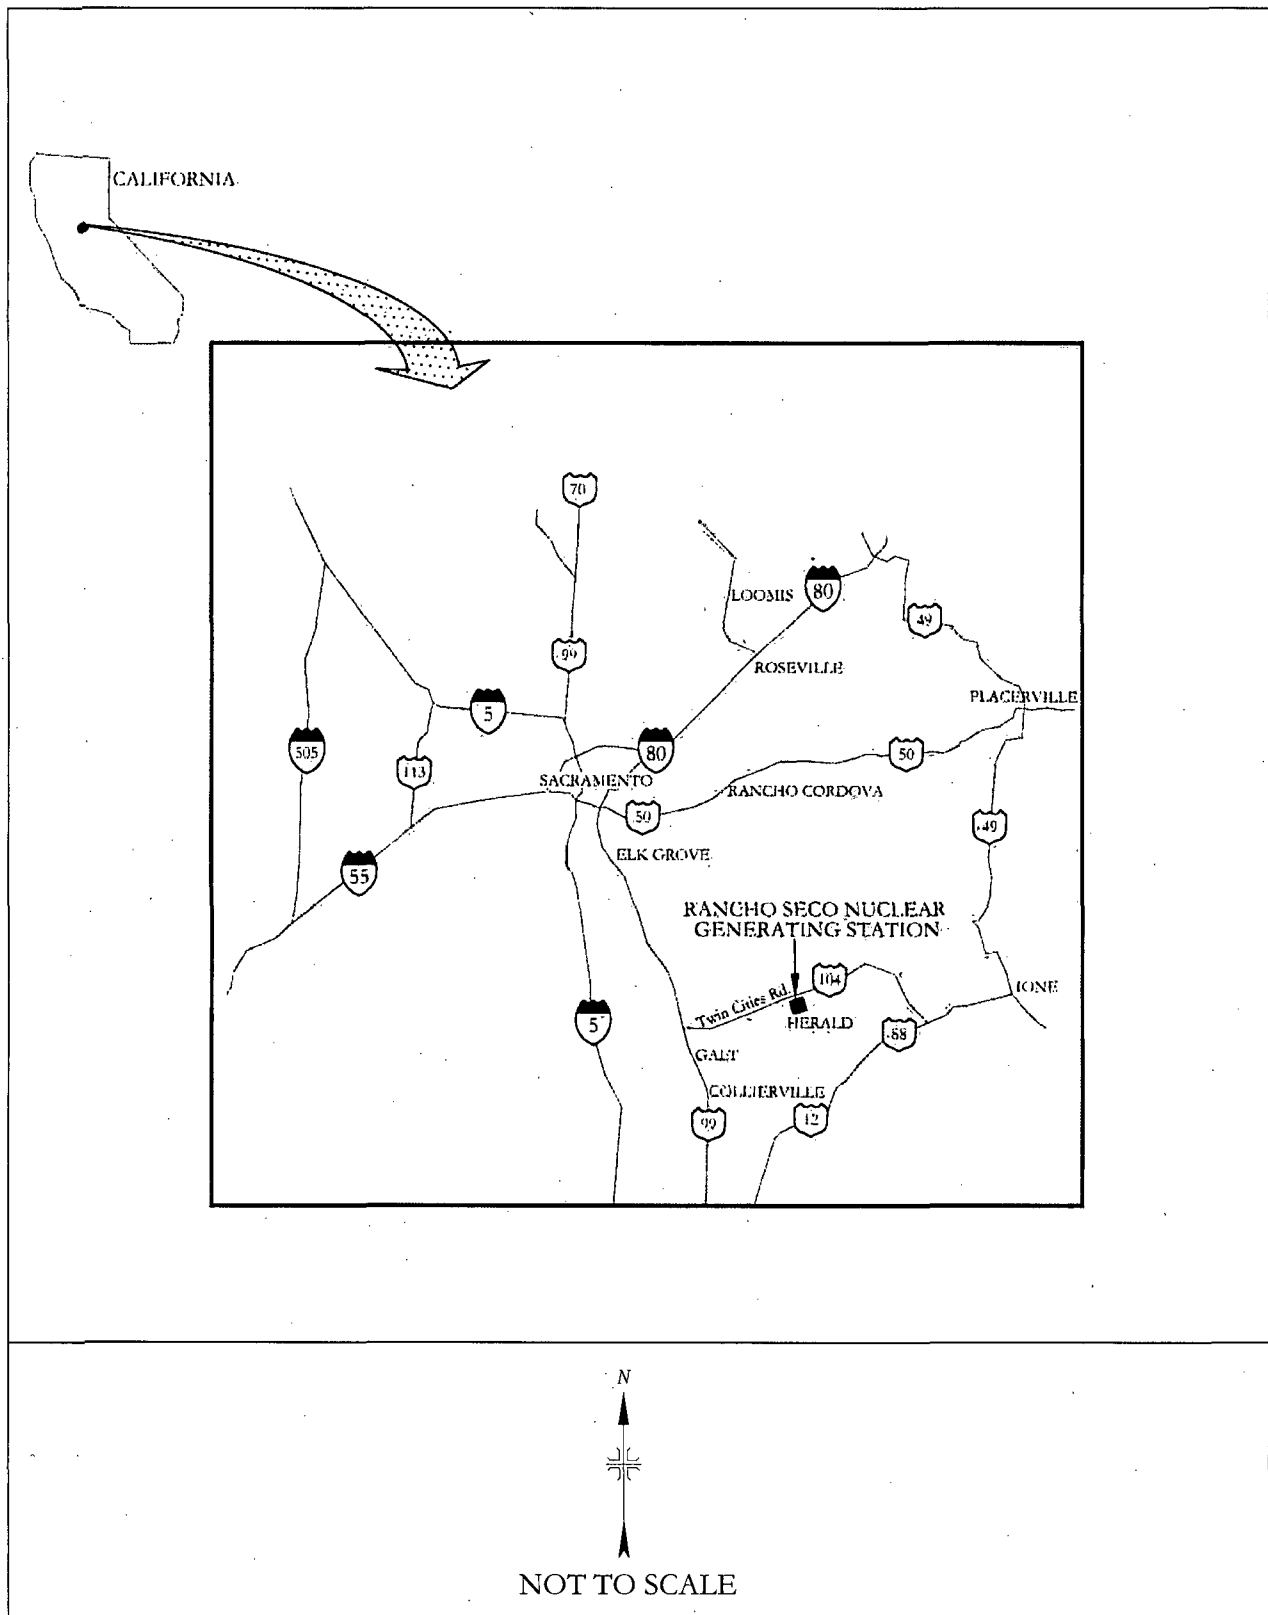 CALIFORNIA
70
LOOMIS
80
49
99
ROSEVILLE
PLACERVILLE
5
505
113
80
50
SACRAMENTO
RANCHO CORDOVA
50
49
ELK GROVE
55
RANCHO SECO NUCLEAR
GENERATING STATION
104
IONE
Twin Cities Rd.
HERALD
5
88
GALT
COLLIERVILLE
99
12
N
NOT TO SCALE